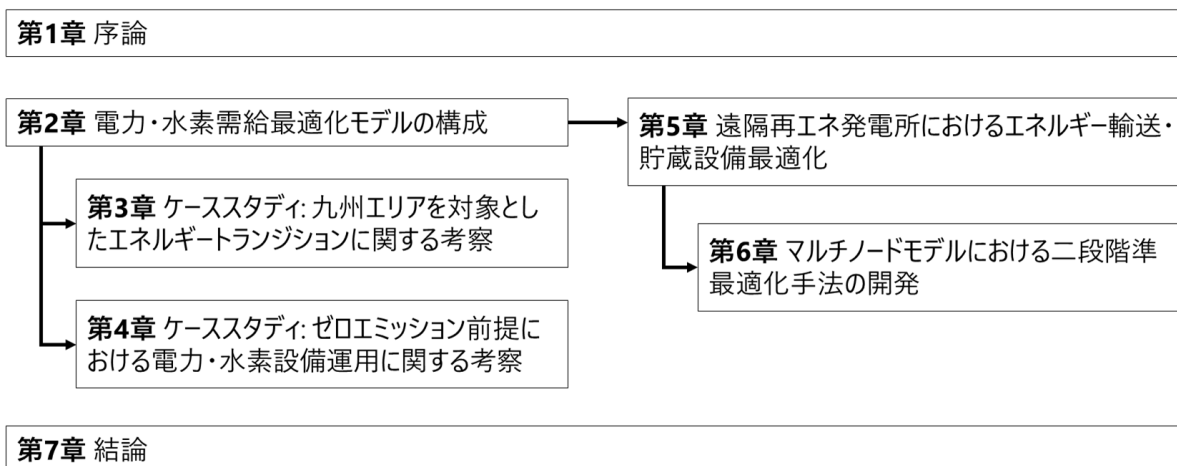 第1章 序論
第2章 電力・水素需給最適化モデルの構成
第3章 ケーススタディ: 九州エリアを対象とし
たエネルギートランジションに関する考察
第4章 ケーススタディ: ゼロエミッション前提に
おける電力・水素設備運用に関する考察
第5章 遠隔再エネ発電所におけるエネルギー輸送・
貯蔵設備最適化
第6章 マルチノードモデルにおける二段階準
最適化手法の開発
第7章 結論